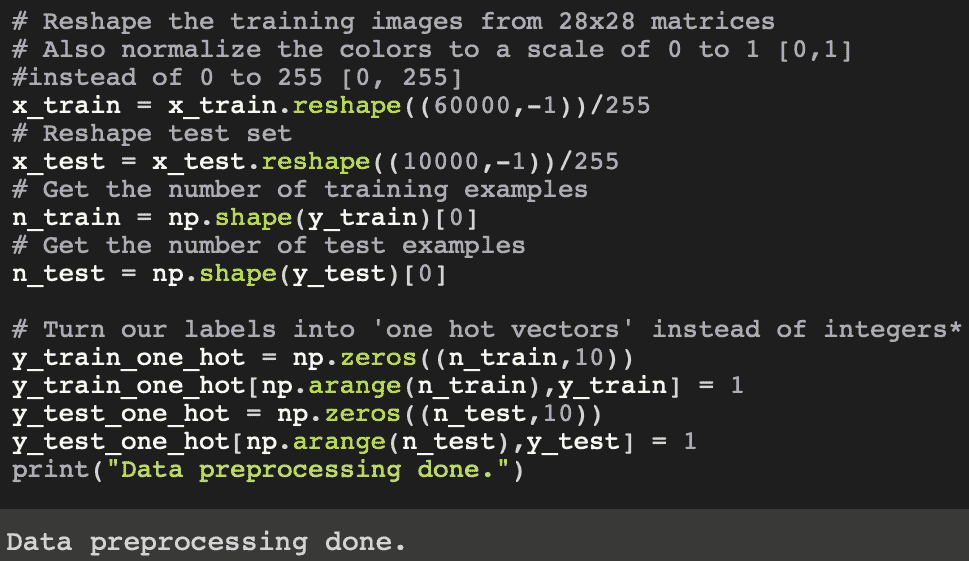 # Reshape the training images from 28x28 matrices
# Also normalize the colors to a scale of 0 to 1 [0,1]
#instead of 0 to 255 [0, 255]
x_train = x_train.reshape((60000,-1))/255
# Reshape test set
x_test = x_test.reshape((10000,-1))/255
# Get the number of training examples
n_train = np.shape(y_train)[0]
# Get the number of test examples
n_test = np.shape(y_test)[0]

# Turn our labels into 'one hot vectors' instead of integers*
y_train_one_hot = np.zeros((n_train,10))
y_train_one_hot[np.arange(n_train),y_train] = 1
y_test_one_hot = np.zeros((n_test,10))
y_test_one_hot[np.arange(n_test),y_test] = 1
print("Data preprocessing done.")
Data preprocessing done.